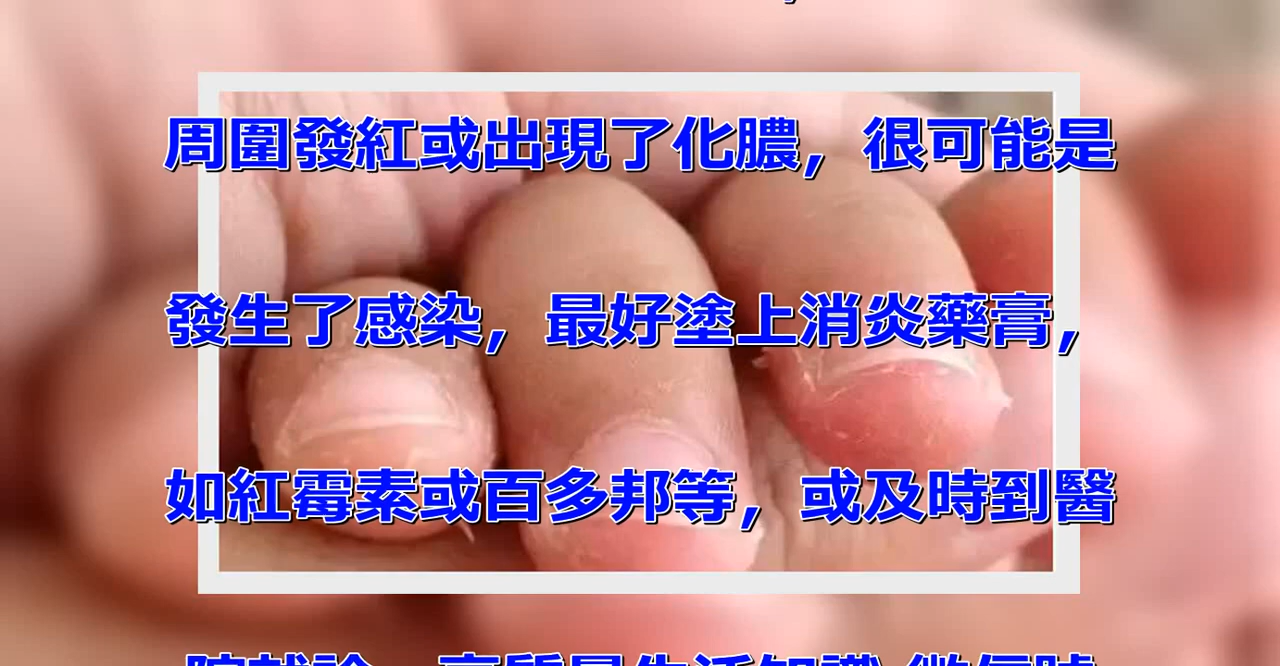 周圍發紅或出現了化膿，很可能是
發生了感染，最好塗上消炎藥膏，
如紅霉素或百多邦等，或及時到醫